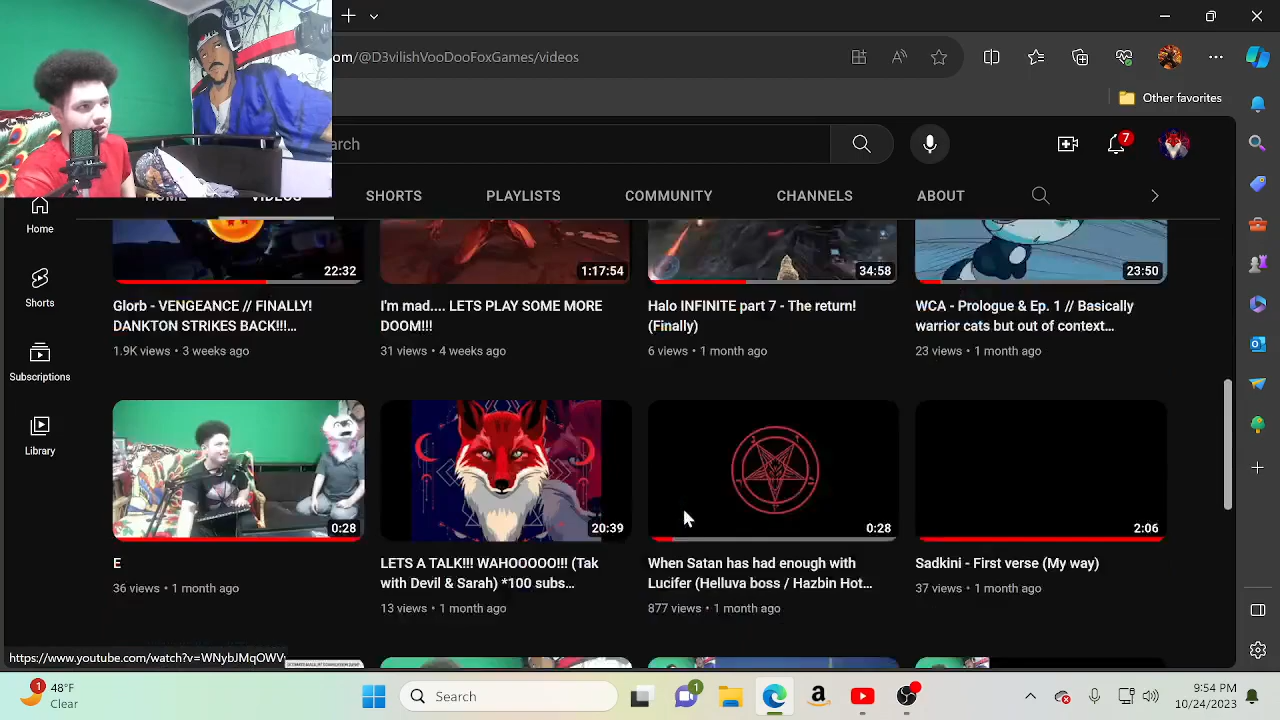 om/@D3vilishVooDooFoxGames/videos
Other favorites
arch
7
HOME
VIDEOS
SHORTS
PLAYLISTS
COMMUNITY
CHANNELS
ABOUT
Home
Shorts
Subscriptions
Library
22:32
1:17:54
34:58
23:50
Glorb - VENGEANCE // FINALLY!
DANKTON STRIKES BACK!!!...
1.9K views • 3 weeks ago
I'm mad.... LETS PLAY SOME MORE
DOOM!!!
31 views • 4 weeks ago
Halo INFINITE part 7 - The return!
(Finally)
6 views • 1 month ago
WCA - Prologue & Ep. 1 // Basically
warrior cats but out of context...
23 views • 1 month ago
0:28
20:39
0:28
2:06
E
36 views • 1 month ago
LETS A TALK!!! WAHOOOOO!!! (Tak
with Devil & Sarah) *100 subs...
13 views • 1 month ago
When Satan has had enough with
Lucifer (Helluva boss / Hazbin Hot...
877 views • 1 month ago
Sadkini - First verse (My way)
37 views • 1 month ago
https://www.youtube.com/watch?v=WNybJMqOWV
1
48°F
Clear
Search
1
9:54 PM
10/24/2023